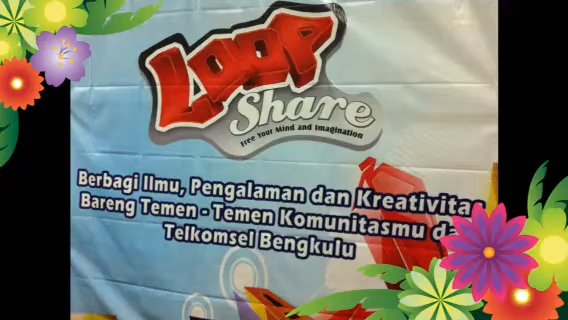 LOOP
Share
Free Your Mind and Imagination
Berbagi Ilmu, Pengalaman dan Kreativitas
Bareng Temen - Temen Komunitasmu
Telkomsel Bengkulu